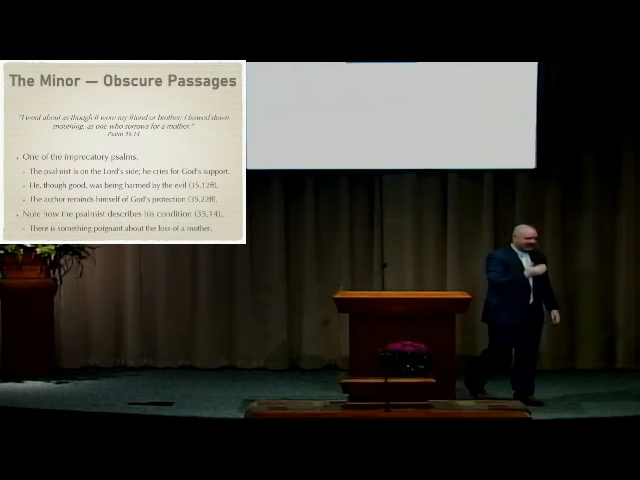 The Minor — Obscure Passages
"I went about as though it were my friend or brother; I bowed down
mourning, as one who sorrows for a mother."
Psalm 35.14
One of the imprecatory psalms.
The psalmist is on the Lord's side; he cries for God's support.
He, though good, was being harmed by the evil (35.12ff).
The author reminds himself of God's protection (35.22ff).
Note how the psalmist describes his condition (35.14).
There is something poignant about the loss of a mother.